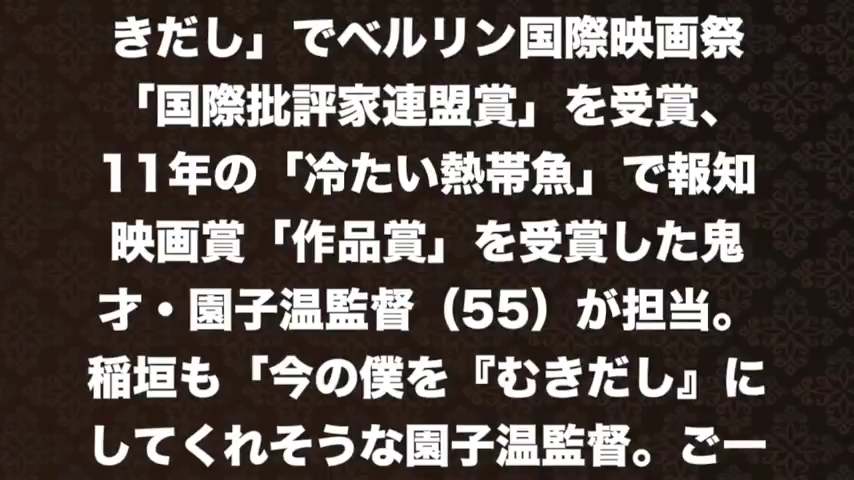 きだし」でベルリン国際映画祭
「国際批評家連盟賞」を受賞、
11年の「冷たい熱帯魚」で報知
映画賞「作品賞」を受賞した鬼
才・園子温監督（55）が担当。
稲垣も「今の僕を『むきだし』に
してくれそうな園子温監督。ご一